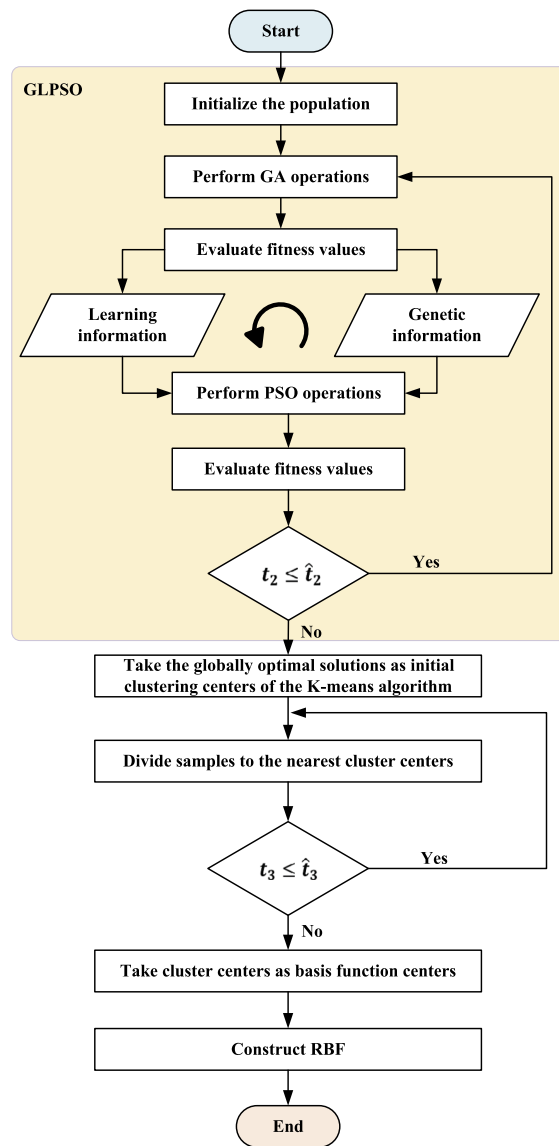 Start
GLPSO
Initialize the population
Perform GA operations
Evaluate fitness values
Learning
information
Genetic
information
Perform PSO operations
Evaluate fitness values
t₂ ≤ t̂₂
Yes
No
Take the globally optimal solutions as initial
clustering centers of the K-means algorithm
Divide samples to the nearest cluster centers
t₃ ≤ t̂₃
Yes
No
Take cluster centers as basis function centers
Construct RBF
End